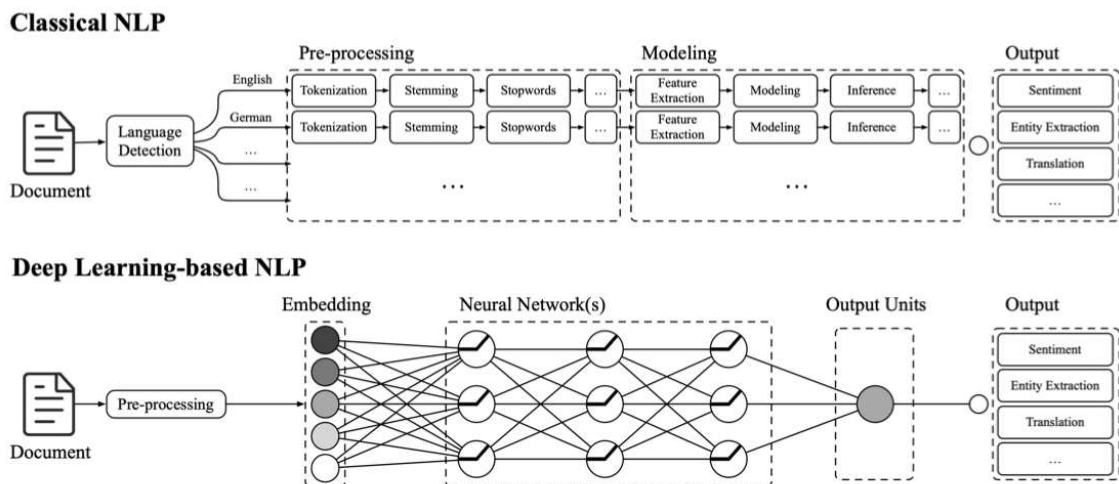 Classical NLP
Pre-processing
Modeling
Output
English
Tokenization
Stemming
Stopwords
...
Feature
Extraction
Modeling
Inference
...
Sentiment
German
Tokenization
Stemming
Stopwords
...
Feature
Extraction
Modeling
Inference
...
Entity Extraction
Language
Detection
...
Translation
Document
...
...
...
...
Deep Learning-based NLP
Embedding
Neural Network(s)
Output Units
Output
Sentiment
Entity Extraction
Pre-processing
Translation
Document
...